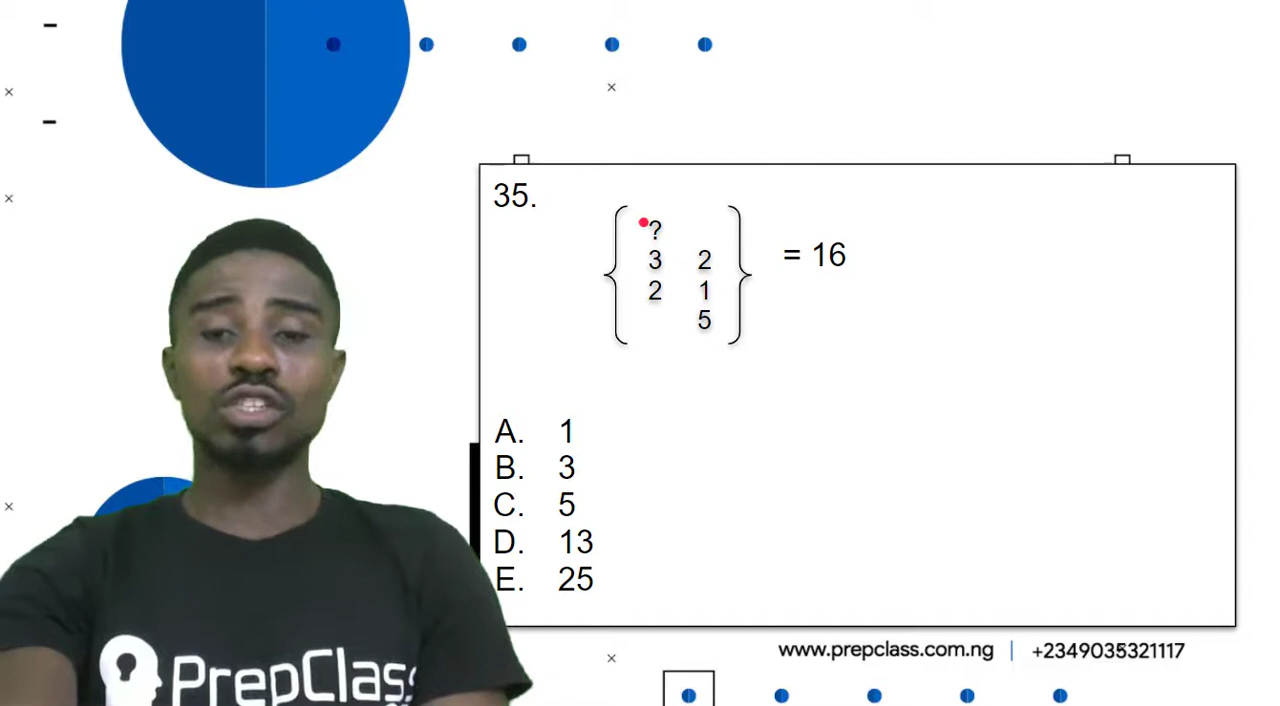 35.
?
3 2
2 1
5
= 16
A. 1
B. 3
C. 5
D. 13
E. 25
PrepClass
www.prepclass.com.ng | +2349035321117